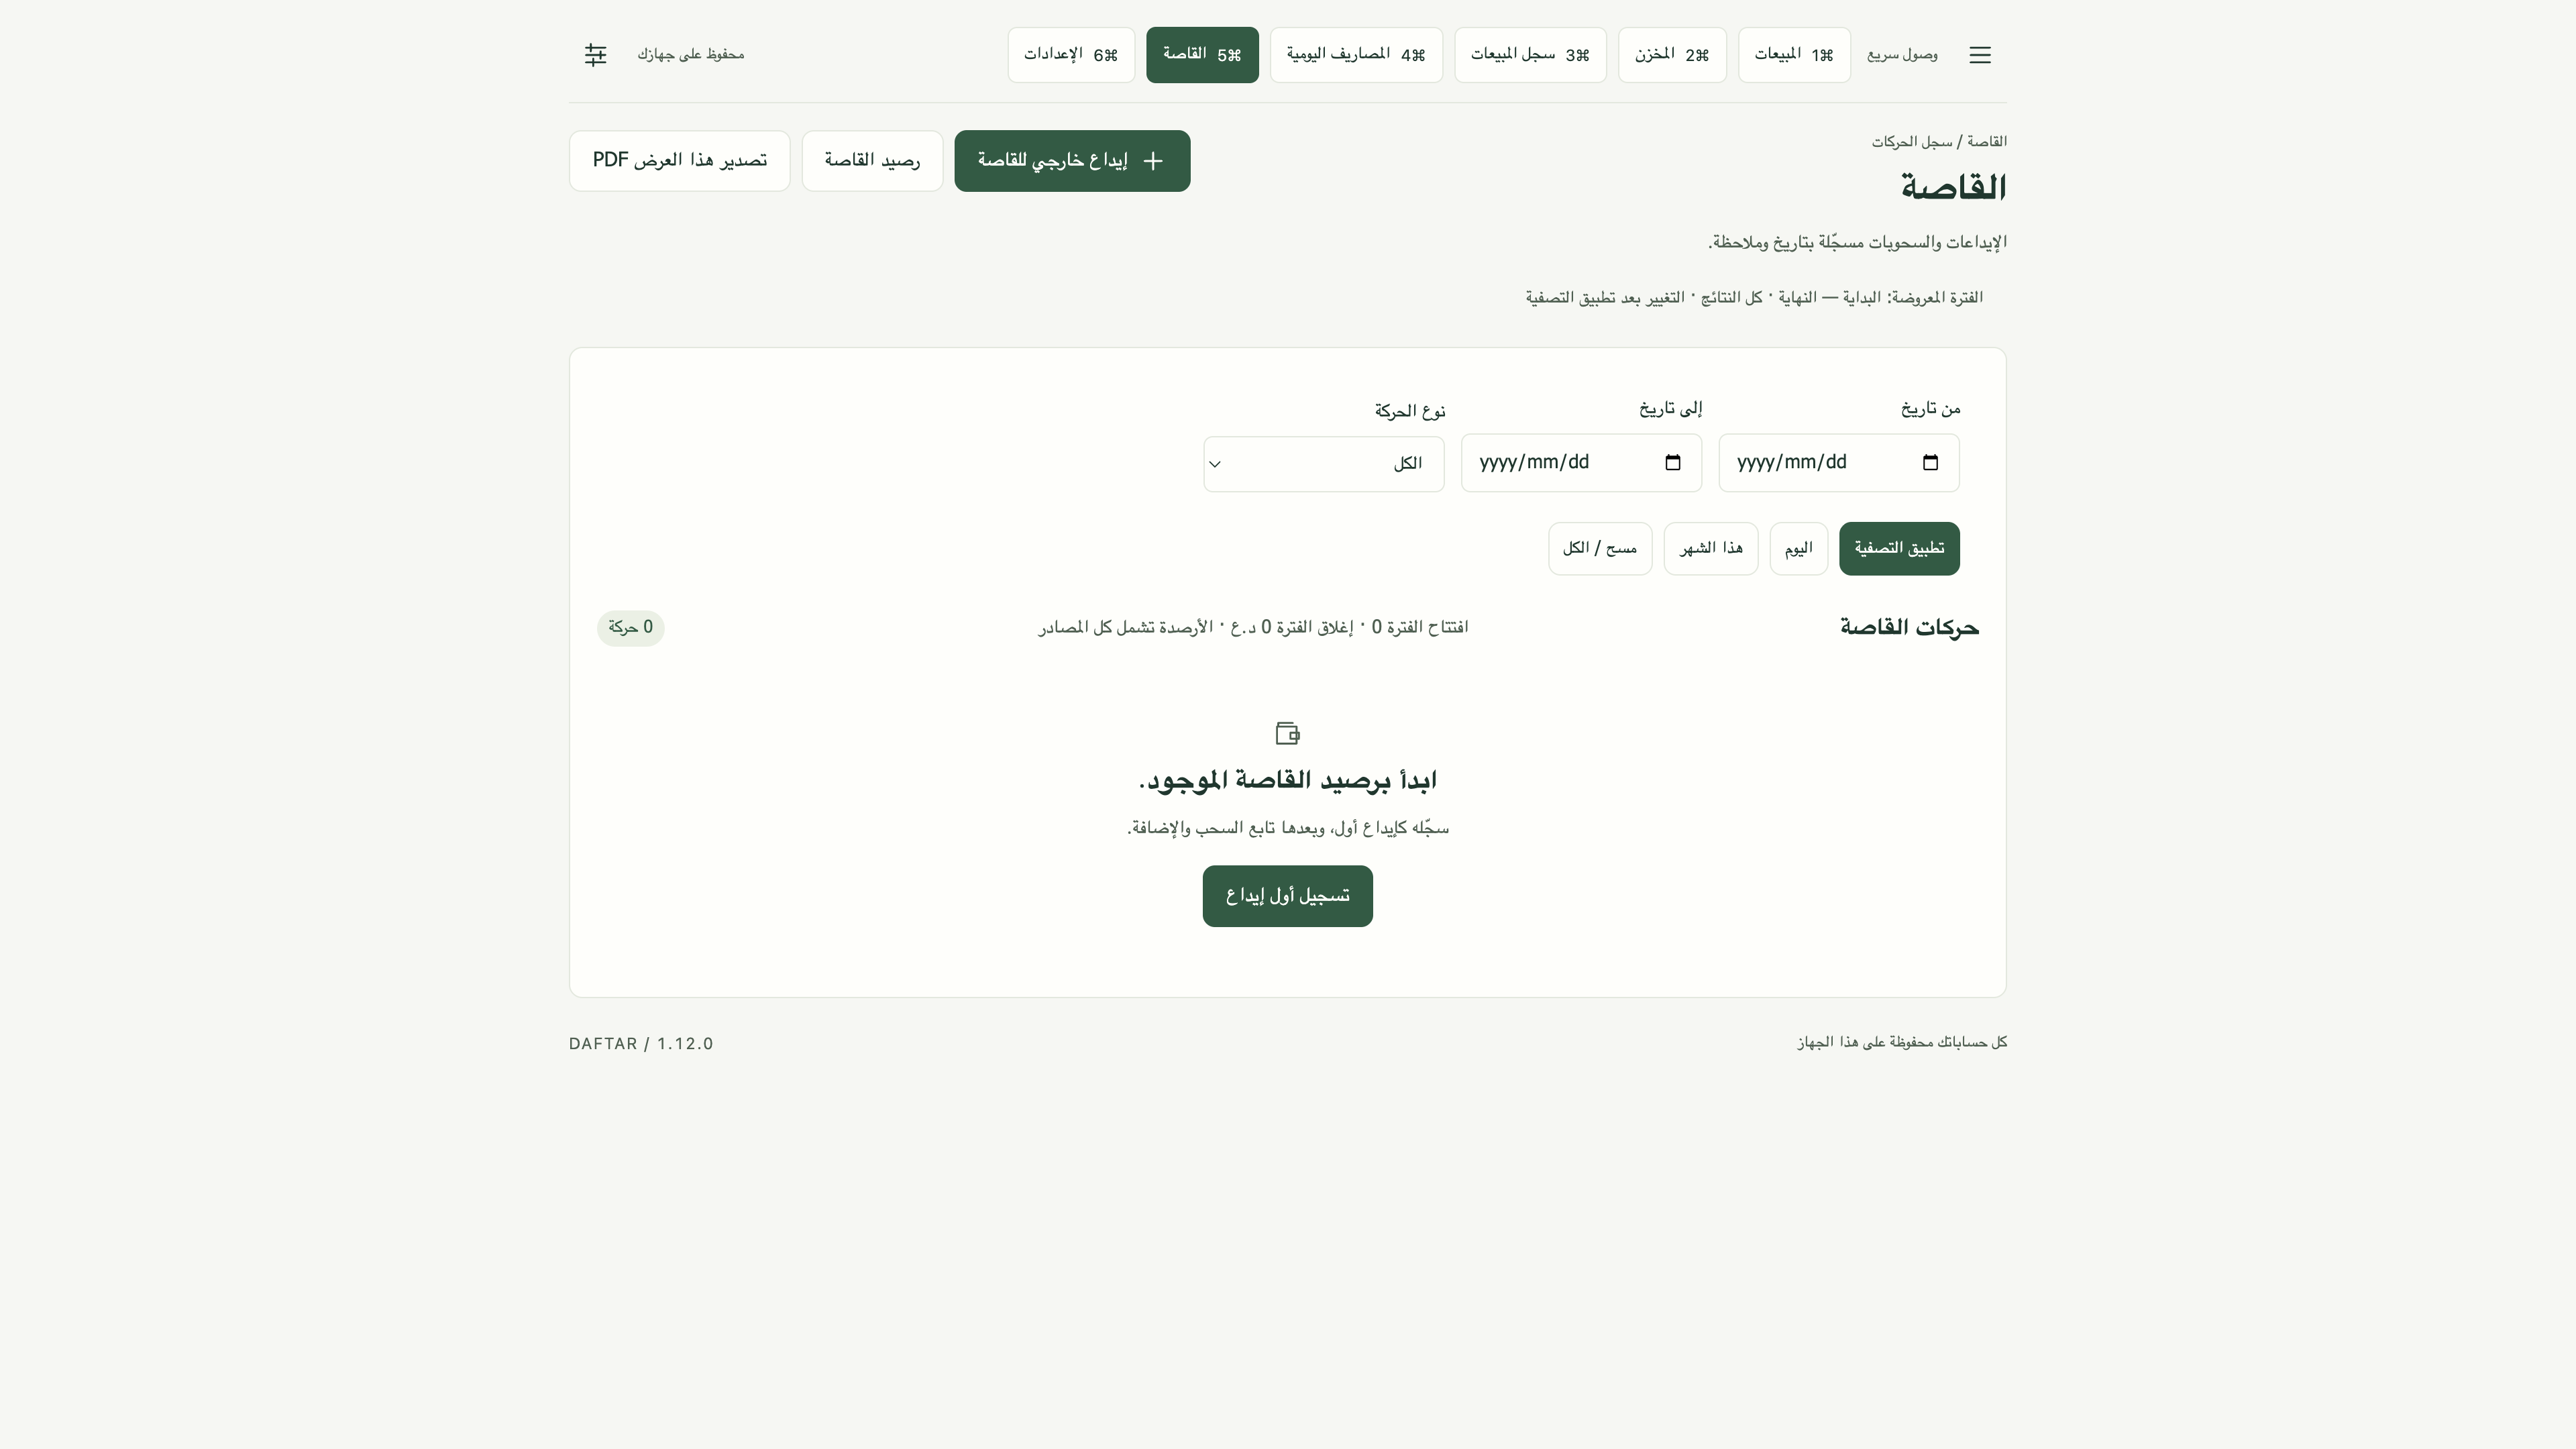 وصول سريع
⌘1 المبيعات
⌘2 المخزن
⌘3 سجل المبيعات
⌘4 المصاريف اليومية
⌘5 القاصة
⌘6 الإعدادات
محفوظ على جهازك
القاصة / سجل الحركات
القاصة
الإيداعات والسحوبات مسجّلة بتاريخ وملاحظة.
إيداع خارجي للقاصة
رصيد القاصة
تصدير هذا العرض PDF
الفترة المعروضة: البداية — النهاية · كل النتائج · التغيير بعد تطبيق التصفية
من تاريخ
إلى تاريخ
نوع الحركة
yyyy/mm/dd
yyyy/mm/dd
الكل
تطبيق التصفية
اليوم
هذا الشهر
مسح / الكل
حركات القاصة
افتتاح الفترة 0 · إغلاق الفترة 0 د.ع · الأرصدة تشمل كل المصادر
0 حركة
ابدأ برصيد القاصة الموجود.
سجّله كإيداع أول، وبعدها تابع السحب والإضافة.
تسجيل أول إيداع
كل حساباتك محفوظة على هذا الجهاز
DAFTAR / 1.12.0